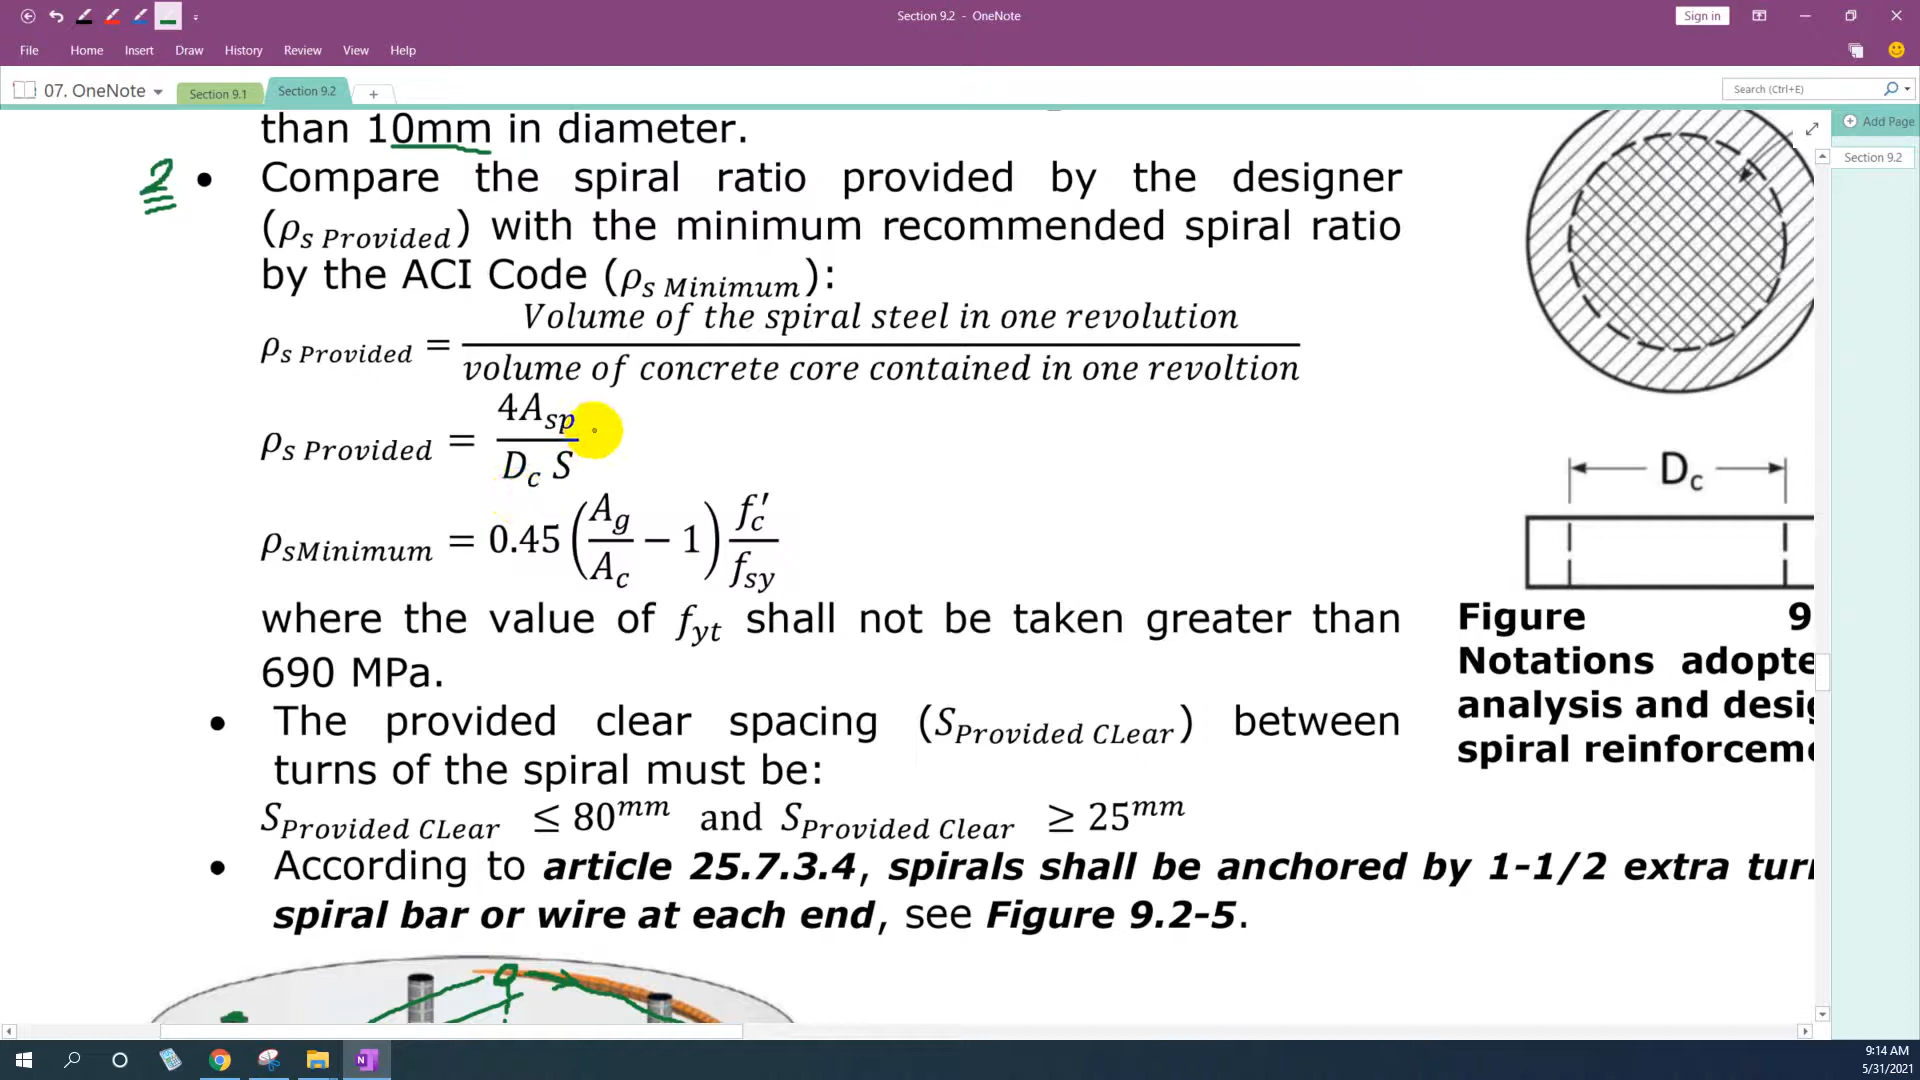 Section 9.2 - OneNote
Sign in
File Home Insert Draw History Review View Help
07. OneNote Section 9.1 Section 9.2 +
Search (Ctrl+E)
Add Page
Section 9.2
than 10mm in diameter.
2
• Compare the spiral ratio provided by the designer
(ρs Provided) with the minimum recommended spiral ratio
by the ACI Code (ρs Minimum):
ρs Provided = Volume of the spiral steel in one revolution / volume of concrete core contained in one revoltion
ρs Provided = 4Asp / Dc S
ρsMinimum = 0.45 (Ag / Ac − 1) f′c / fsy
where the value of fyt shall not be taken greater than
690 MPa.
• The provided clear spacing (SProvided CLear) between
turns of the spiral must be:
SProvided CLear ≤ 80mm and SProvided Clear ≥ 25mm
• According to article 25.7.3.4, spirals shall be anchored by 1-1/2 extra tur
spiral bar or wire at each end, see Figure 9.2-5.
Dc
Figure 9
Notations adopte
analysis and desig
spiral reinforceme
9:14 AM
5/31/2021